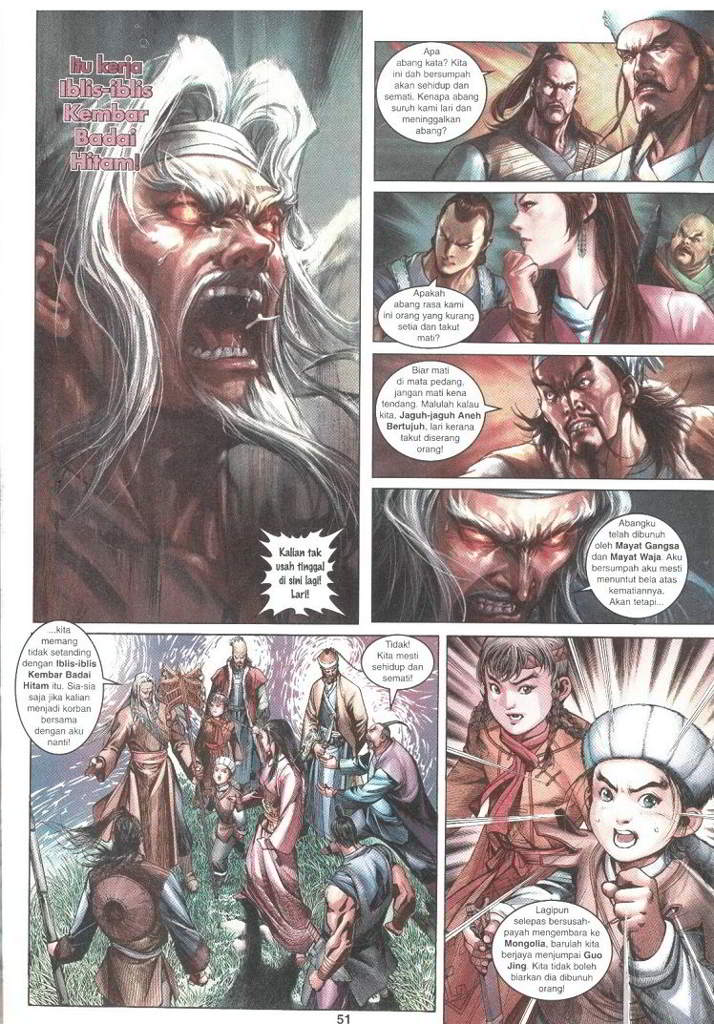 Itu kerja
Iblis-iblis
Kembar
Badai
Hitam!
Kalian tak
usah tinggal
di sini lagi!
Lari!
Apa
abang kata? Kita
ini dah bersumpah
akan sehidup dan
semati. Kenapa abang
suruh kami lari dan
meninggalkan
abang?
Apakah
abang rasa kami
ini orang yang kurang
setia dan takut
mati?
Biar mati
di mata pedang,
jangan mati kena
tendang. Malulah kalau
kita, Jaguh-jaguh Aneh
Bertujuh, lari kerana
takut diserang
orang!
Abangku
telah dibunuh
oleh Mayat Gangsa
dan Mayat Waja. Aku
bersumpah aku mesti
menuntut bela atas
kematiannya.
Akan tetapi...
...kita
memang
tidak setanding
dengan Iblis-iblis
Kembar Badai
Hitam itu. Sia-sia
saja jika kalian
menjadi korban
bersama
dengan aku
nanti!
Tidak!
Kita mesti
sehidup dan
semati!
Lagipun
selepas bersusah-
payah mengembara ke
Mongolia, barulah kita
berjaya menjumpai Guo
Jing. Kita tidak boleh
biarkan dia dibunuh
orang!
51